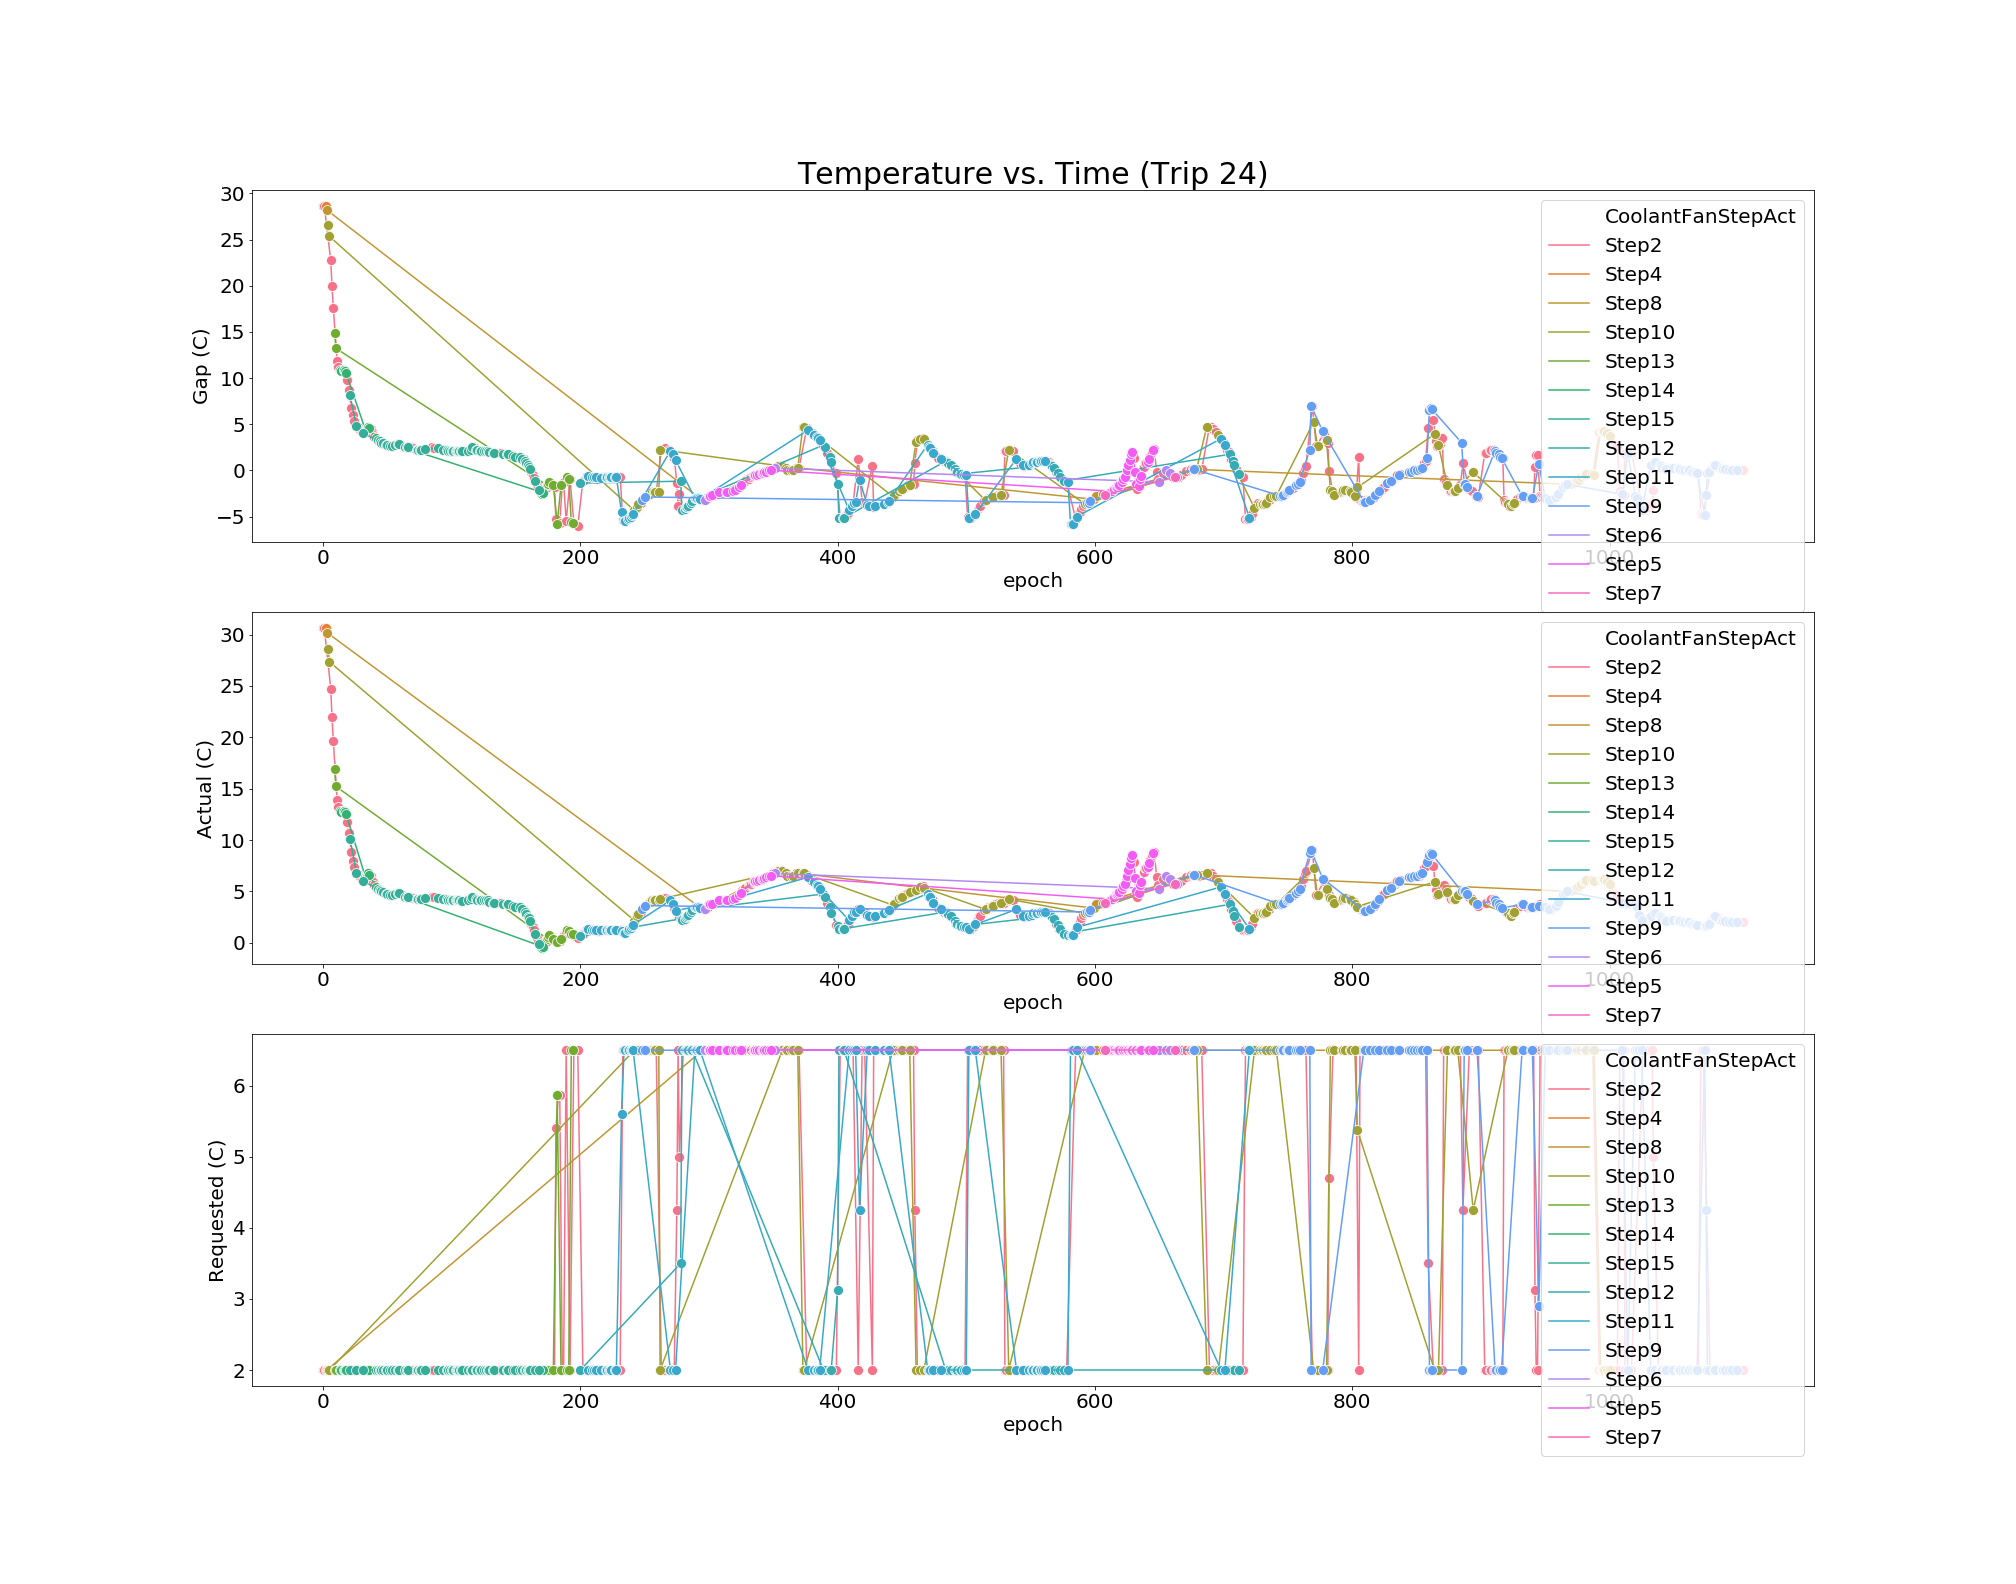 Temperature vs. Time (Trip 24)
Gap (C)
30
25
20
15
10
5
0
−5
0 200 400 600 800 1000
epoch
CoolantFanStepAct
Step2
Step4
Step8
Step10
Step13
Step14
Step15
Step12
Step11
Step9
Step6
Step5
Step7
Actual (C)
30
25
20
15
10
5
0
0 200 400 600 800 1000
epoch
CoolantFanStepAct
Step2
Step4
Step8
Step10
Step13
Step14
Step15
Step12
Step11
Step9
Step6
Step5
Step7
Requested (C)
6
5
4
3
2
0 200 400 600 800 1000
epoch
CoolantFanStepAct
Step2
Step4
Step8
Step10
Step13
Step14
Step15
Step12
Step11
Step9
Step6
Step5
Step7